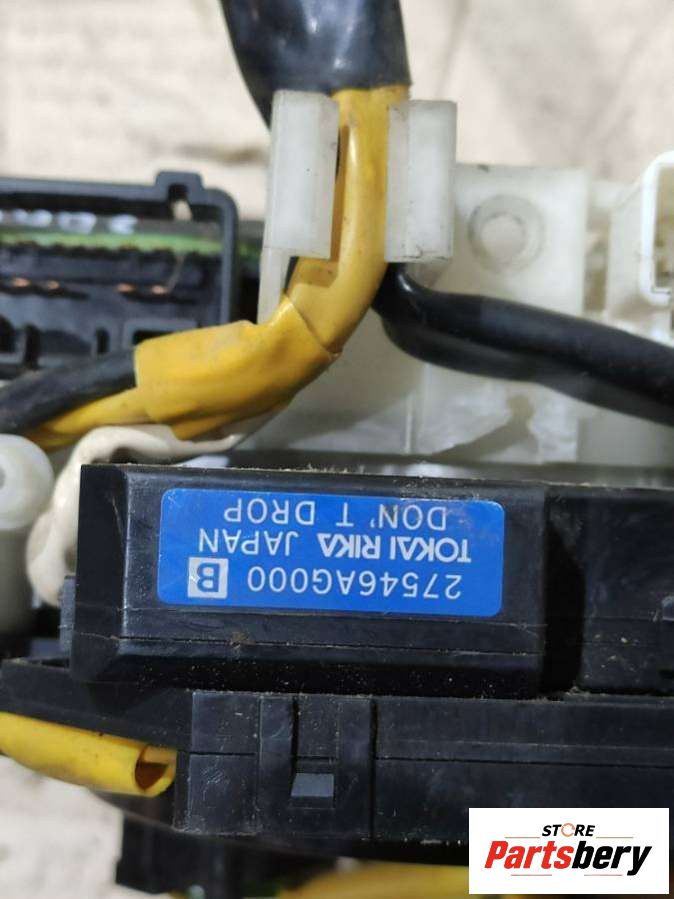 27546AG000 B
TOKAI RIKA JAPAN
DON'T DROP
STORE
Partsbery